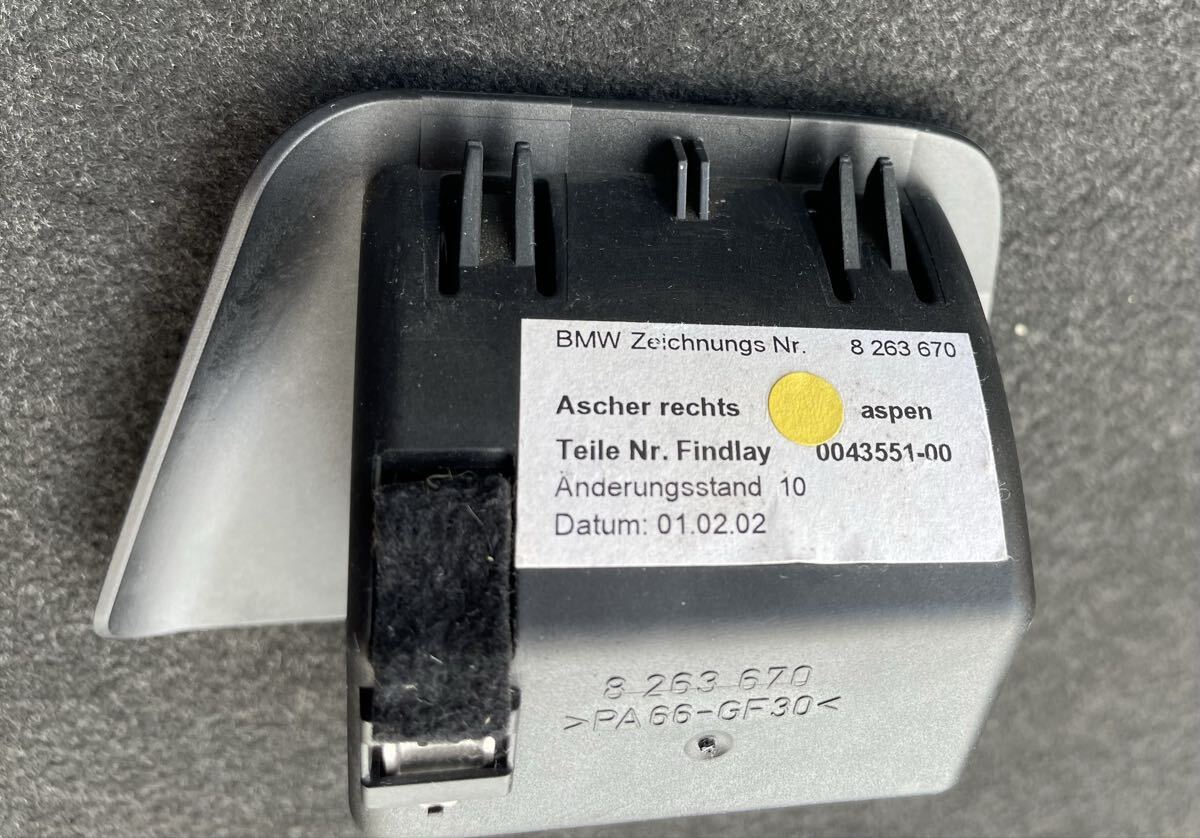 BMW Zeichnungs Nr. 8 263 670
Ascher rechts aspen
Teile Nr. Findlay 0043551-00
Änderungsstand 10
Datum: 01.02.02
8 263 670
>PA66-GF30<